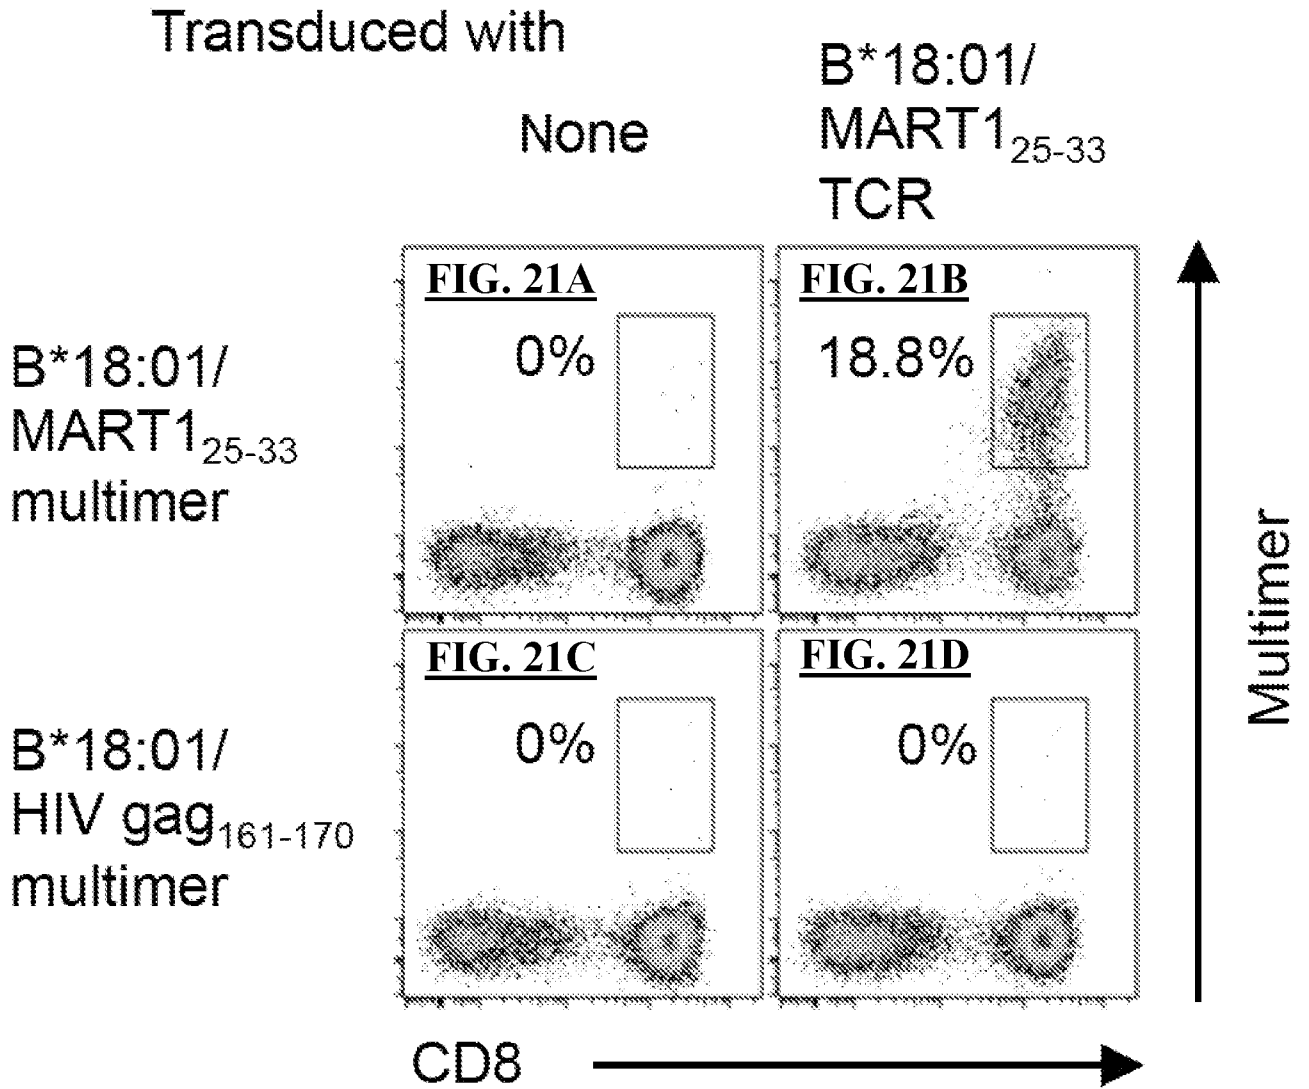 Transduced with
None
B*18:01/
MART125-33
TCR
B*18:01/
MART125-33
multimer
FIG. 21A
0%
FIG. 21B
18.8%
B*18:01/
HIV gag161-170
multimer
FIG. 21C
0%
FIG. 21D
0%
Multimer
CD8